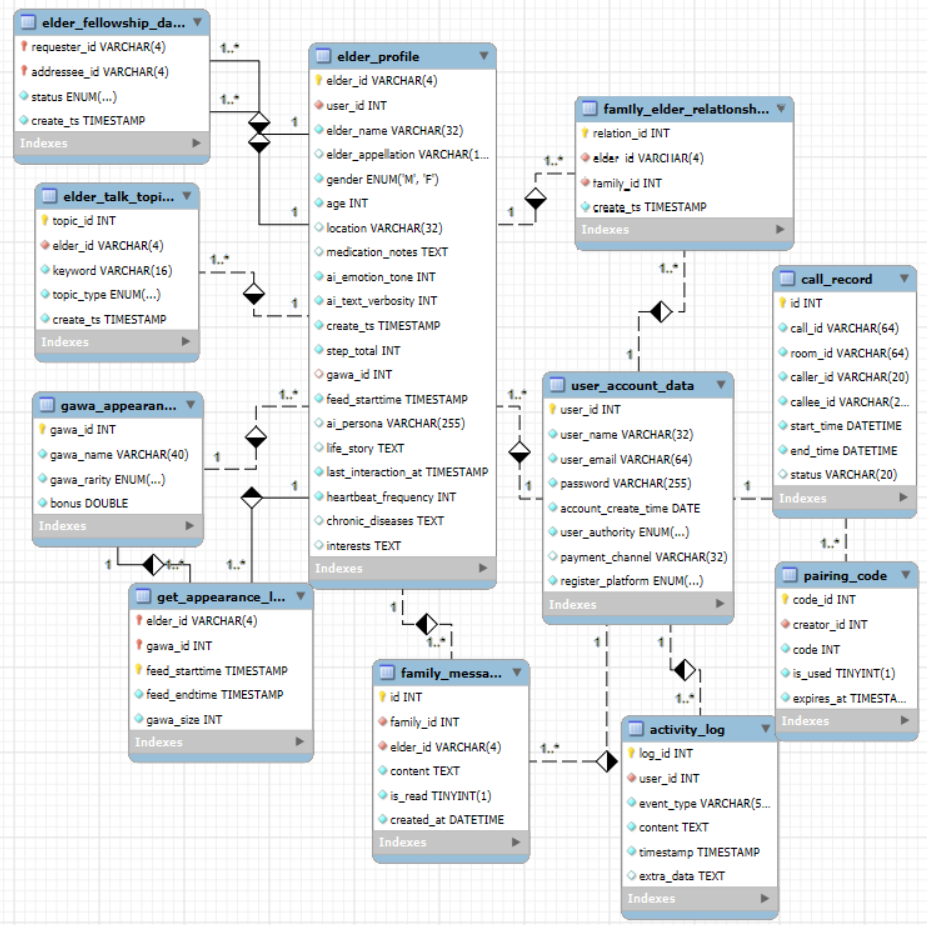 elder_fellowship_da...
requester_id VARCHAR(4)
addressee_id VARCHAR(4)
status ENUM(...)
create_ts TIMESTAMP
Indexes
1..*
1..*
1
1
elder_profile
elder_id VARCHAR(4)
user_id INT
elder_name VARCHAR(32)
elder_appellation VARCHAR(1...
gender ENUM('M', 'F')
age INT
location VARCHAR(32)
medication_notes TEXT
ai_emotion_tone INT
ai_text_verbosity INT
create_ts TIMESTAMP
step_total INT
gawa_id INT
feed_starttime TIMESTAMP
ai_persona VARCHAR(255)
life_story TEXT
last_interaction_at TIMESTAMP
heartbeat_frequency INT
chronic_diseases TEXT
interests TEXT
Indexes
family_elder_relationsh...
relation_id INT
elder_id VARCHAR(4)
family_id INT
create_ts TIMESTAMP
Indexes
1..*
1
1..*
1
elder_talk_topi...
topic_id INT
elder_id VARCHAR(4)
keyword VARCHAR(16)
topic_type ENUM(...)
create_ts TIMESTAMP
Indexes
1..*
1
call_record
id INT
call_id VARCHAR(64)
room_id VARCHAR(64)
caller_id VARCHAR(20)
callee_id VARCHAR(2...
start_time DATETIME
end_time DATETIME
status VARCHAR(20)
Indexes
gawa_appearan...
gawa_id INT
gawa_name VARCHAR(40)
gawa_rarity ENUM(...)
bonus DOUBLE
Indexes
1..*
1
1..*
1
user_account_data
user_id INT
user_name VARCHAR(32)
user_email VARCHAR(64)
password VARCHAR(255)
account_create_time DATE
user_authority ENUM(...)
payment_channel VARCHAR(32)
register_platform ENUM(...)
Indexes
1
1..*
1
1..*
1
1..*
get_appearance_l...
elder_id VARCHAR(4)
gawa_id INT
feed_starttime TIMESTAMP
feed_endtime TIMESTAMP
gawa_size INT
Indexes
pairing_code
code_id INT
creator_id INT
code INT
is_used TINYINT(1)
expires_at TIMESTA...
Indexes
1
1..*
family_messa...
id INT
family_id INT
elder_id VARCHAR(4)
content TEXT
is_read TINYINT(1)
created_at DATETIME
Indexes
1
1..*
1
1..*
activity_log
log_id INT
user_id INT
event_type VARCHAR(5...
content TEXT
timestamp TIMESTAMP
extra_data TEXT
Indexes